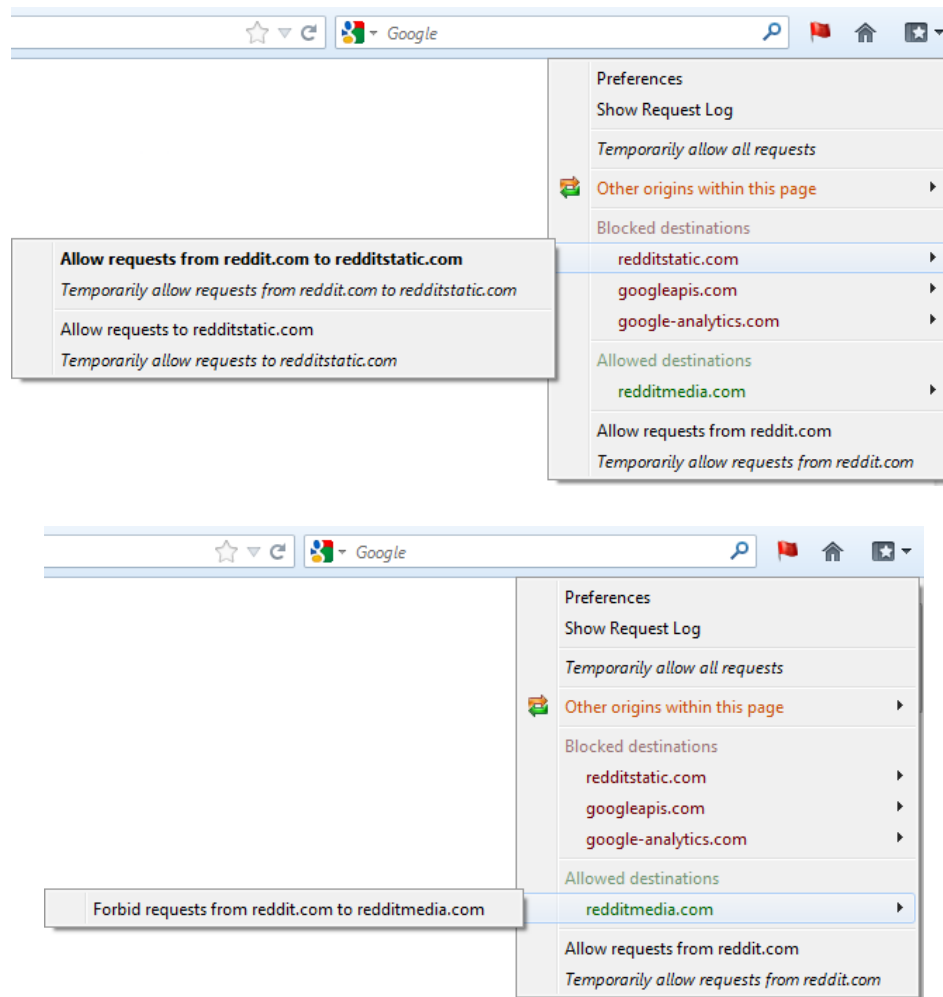 Google
Preferences
Show Request Log
Temporarily allow all requests
Other origins within this page
Blocked destinations
redditstatic.com
Allow requests from reddit.com to redditstatic.com
Temporarily allow requests from reddit.com to redditstatic.com
Allow requests to redditstatic.com
Temporarily allow requests to redditstatic.com
googleapis.com
google-analytics.com
Allowed destinations
redditmedia.com
Allow requests from reddit.com
Temporarily allow requests from reddit.com
Google
Preferences
Show Request Log
Temporarily allow all requests
Other origins within this page
Blocked destinations
redditstatic.com
googleapis.com
google-analytics.com
Allowed destinations
redditmedia.com
Forbid requests from reddit.com to redditmedia.com
Allow requests from reddit.com
Temporarily allow requests from reddit.com